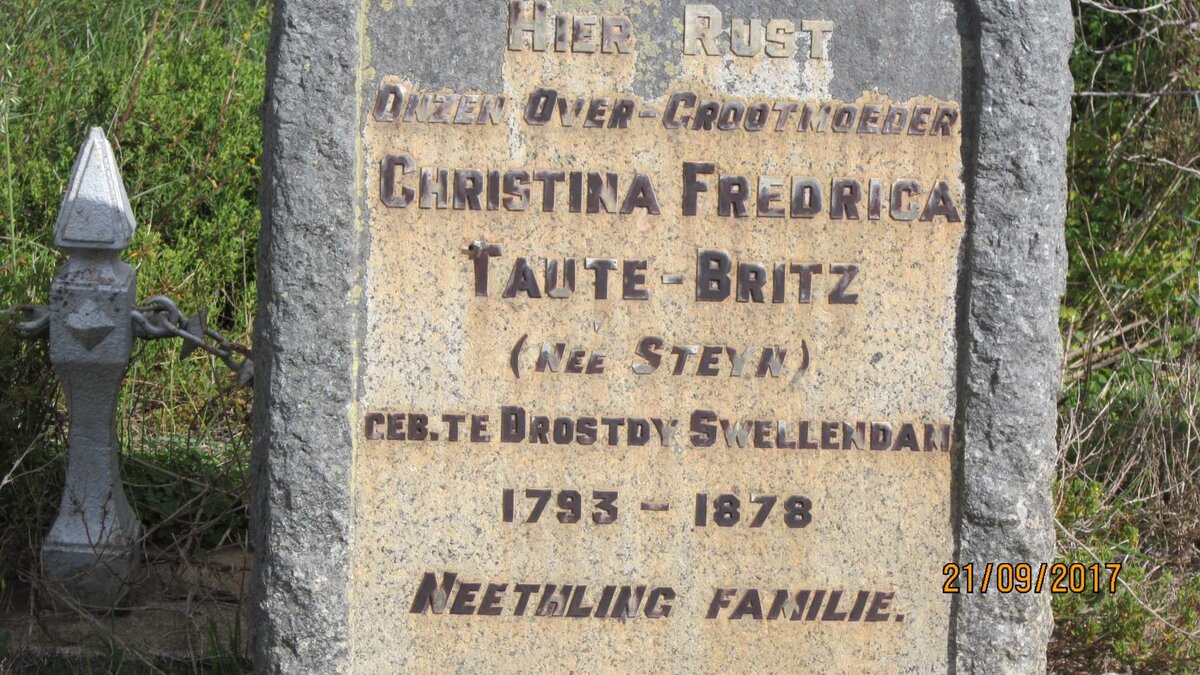 HIER RUST
ONZEN OVER-GROOTMOEDER
CHRISTINA FREDRICA
TAUTE-BRITZ
(NEE STEYN)
GEB.TE DROSTDY SWELLENDAM
1793 - 1878
NEETHLING FAMILIE.
21/09/2017